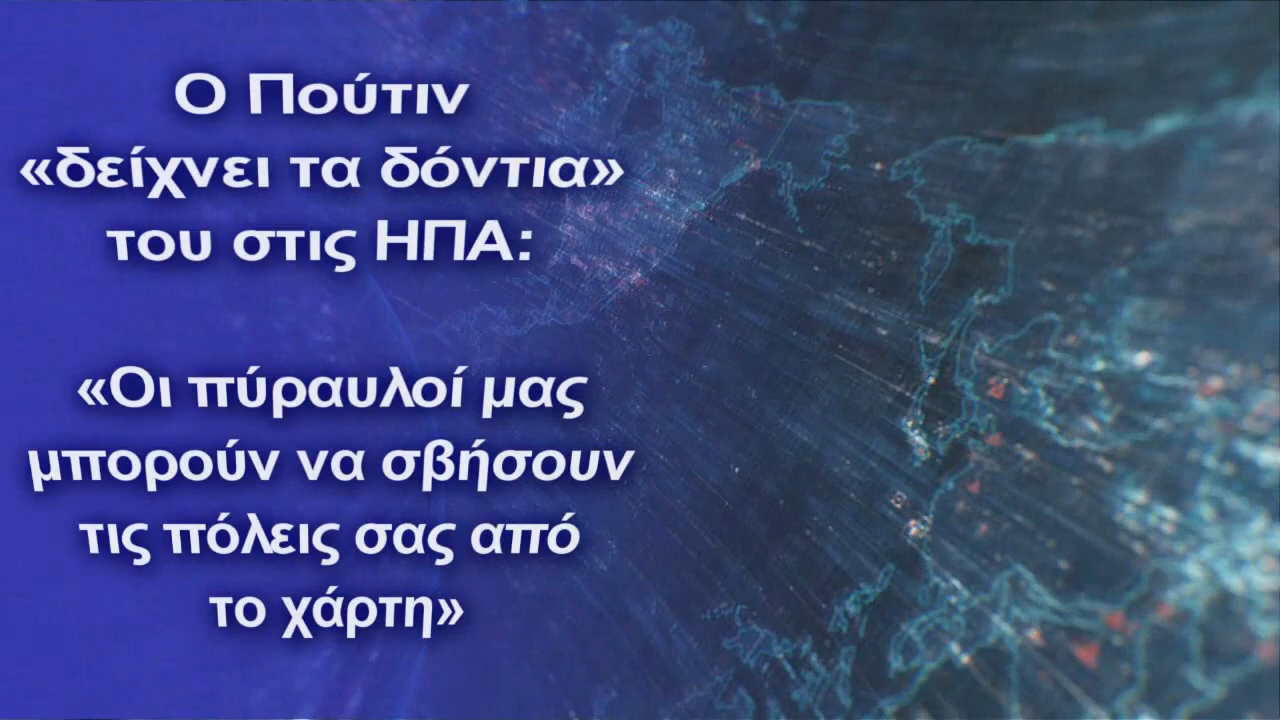 Ο Πούτιν
«δείχνει τα δόντια»
του στις ΗΠΑ:
«Οι πύραυλοί μας
μπορούν να σβήσουν
τις πόλεις σας από
το χάρτη»